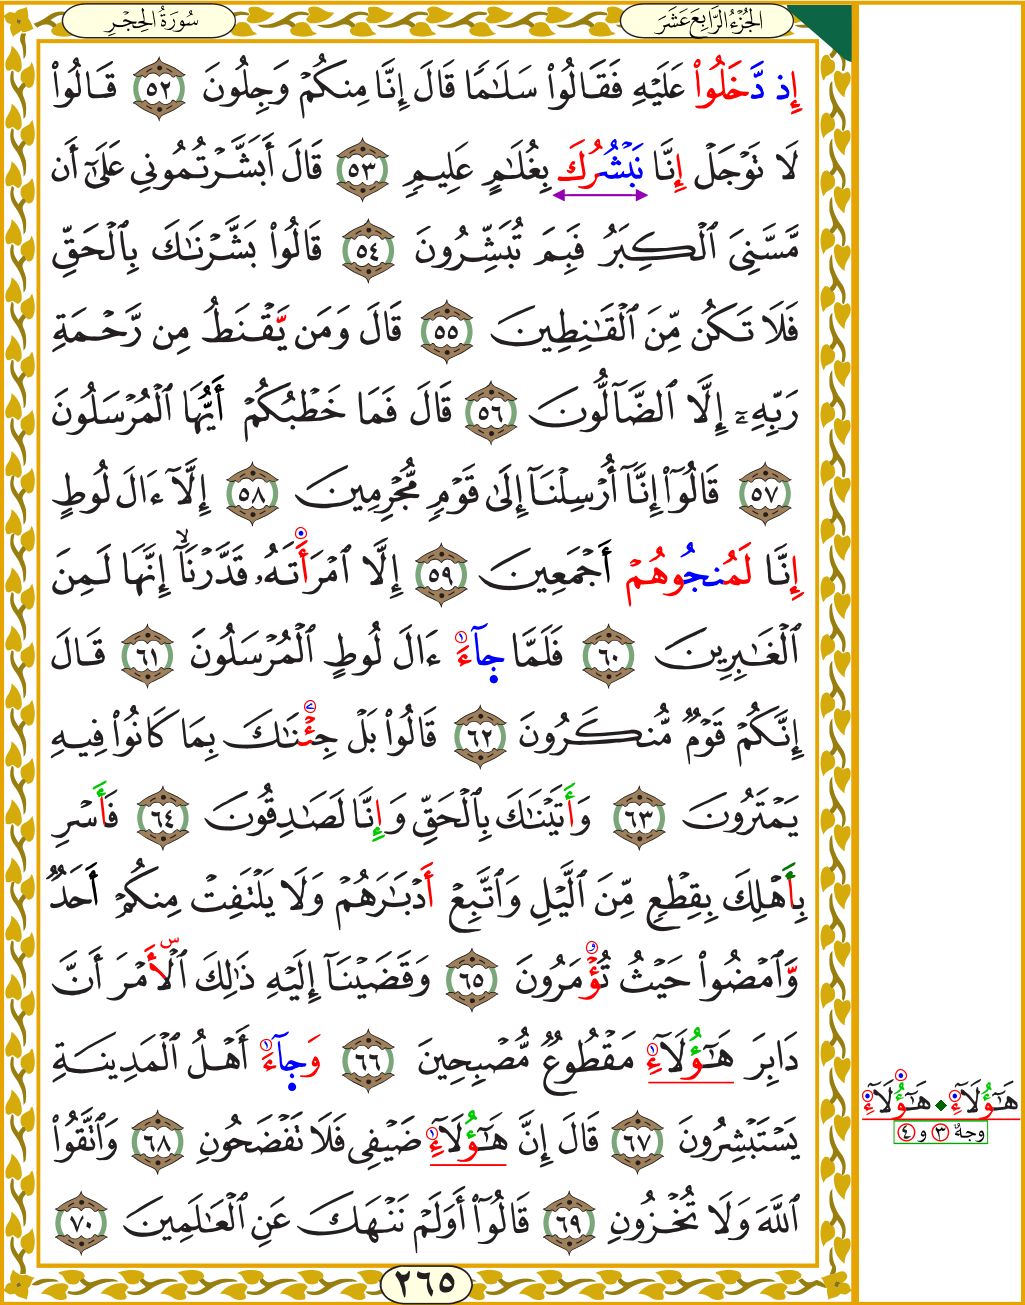 سُورَةُ الحِجْرِ
الجُزْءُ الرَّابِعَ عَشَرَ
إِذ دَّخَلُواْ عَلَيۡهِ فَقَالُواْ سَلَٰمٗا قَالَ إِنَّا مِنكُمۡ وَجِلُونَ ٥٢ قَالُواْ
لَا تَوۡجَلۡ إِنَّا نَبۡشُرُكَ بِغُلَٰمٍ عَلِيمٖ ٥٣ قَالَ أَبَشَّرۡتُمُونِي عَلَىٰٓ أَن
مَّسَّنِيَ ٱلۡكِبَرُ فَبِمَ تُبَشِّرُونَ ٥٤ قَالُواْ بَشَّرۡنَٰكَ بِٱلۡحَقِّ
فَلَا تَكُن مِّنَ ٱلۡقَٰنِطِينَ ٥٥ قَالَ وَمَن يَّقۡنَطُ مِن رَّحۡمَةِ
رَبِّهِۦٓ إِلَّا ٱلضَّآلُّونَ ٥٦ قَالَ فَمَا خَطۡبُكُمۡ أَيُّهَا ٱلۡمُرۡسَلُونَ
٥٧ قَالُوٓاْ إِنَّآ أُرۡسِلۡنَآ إِلَىٰ قَوۡمٖ مُّجۡرِمِينَ ٥٨ إِلَّآ ءَالَ لُوطٍ
إِنَّا لَمُنجُوهُمۡ أَجۡمَعِينَ ٥٩ إِلَّا ٱمۡرَأَتَهُۥ قَدَّرۡنَآۙ إِنَّهَا لَمِنَ
ٱلۡغَٰبِرِينَ ٦٠ فَلَمَّا جَآءَ ١ ءَالَ لُوطٍ ٱلۡمُرۡسَلُونَ ٦١ قَالَ
إِنَّكُمۡ قَوۡمٞ مُّنكَرُونَ ٦٢ قَالُواْ بَلۡ جِئۡنَٰكَ بِمَا كَانُواْ فِيهِ
يَمۡتَرُونَ ٦٣ وَأَتَيۡنَٰكَ بِٱلۡحَقِّ وَإِنَّا لَصَٰدِقُونَ ٦٤ فَأَسۡرِ
بِأَهۡلِكَ بِقِطۡعٖ مِّنَ ٱلَّيۡلِ وَٱتَّبِعۡ أَدۡبَٰرَهُمۡ وَلَا يَلۡتَفِتۡ مِنكُمۡ أَحَدٞ
وَّٱمۡضُواْ حَيۡثُ تُؤۡمَرُونَ ٦٥ وَقَضَيۡنَآ إِلَيۡهِ ذَٰلِكَ ٱلۡأَمۡرَ أَنَّ
دَابِرَ هَٰٓؤُلَآءِ ١ مَقۡطُوعٞ مُّصۡبِحِينَ ٦٦ وَجَآءَ ١ أَهۡلُ ٱلۡمَدِينَةِ
يَسۡتَبۡشِرُونَ ٦٧ قَالَ إِنَّ هَٰٓؤُلَآءِ ١ ضَيۡفِي فَلَا تَفۡضَحُونِ ٦٨ وَٱتَّقُواْ
ٱللَّهَ وَلَا تُخۡزُونِ ٦٩ قَالُوٓاْ أَوَلَمۡ نَنۡهَكَ عَنِ ٱلۡعَٰلَمِينَ ٧٠
هَٰٓؤُلَآءِ ◆ هَٰٓؤُلَآءِ
وجهٌ ٣ و ٤
٢٦٥